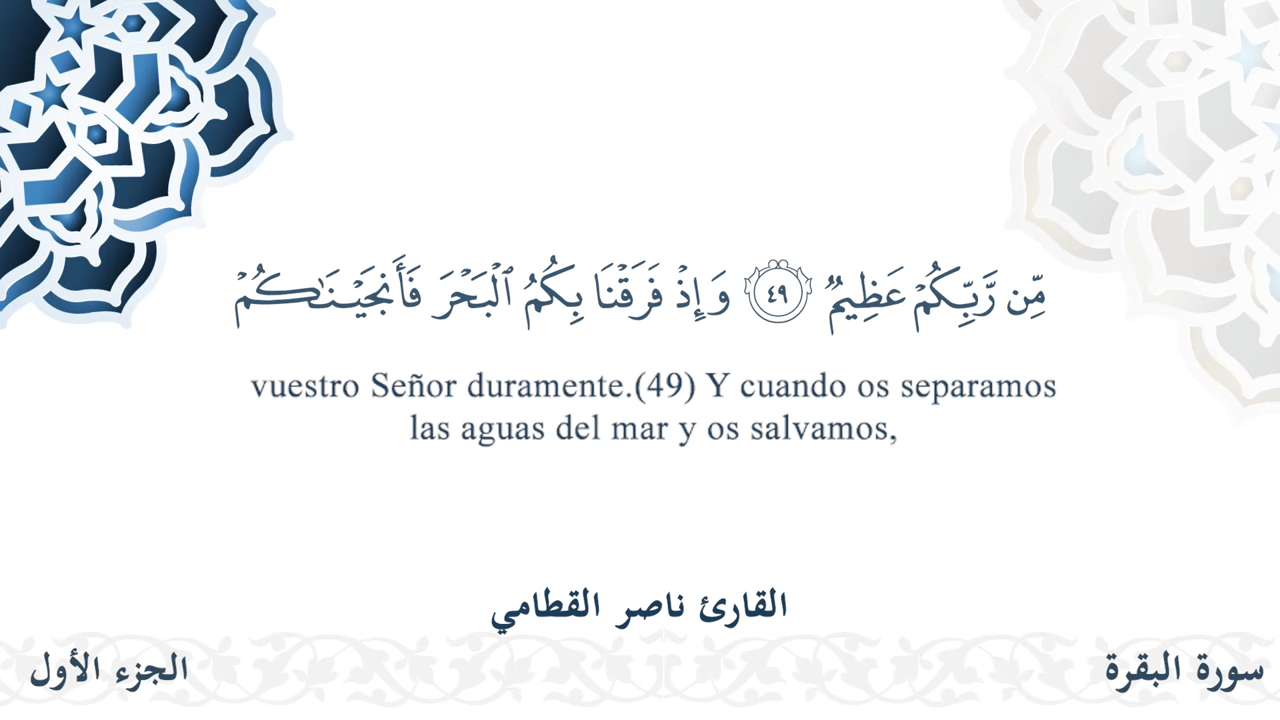 مِّن رَّبِّكُمْ عَظِيمٌ ٤٩ وَإِذْ فَرَقْنَا بِكُمُ ٱلْبَحْرَ فَأَنجَيْنَـٰكُمْ
vuestro Señor duramente.(49) Y cuando os separamos
las aguas del mar y os salvamos,
القارئ ناصر القطامي
سورة البقرة
الجزء الأول